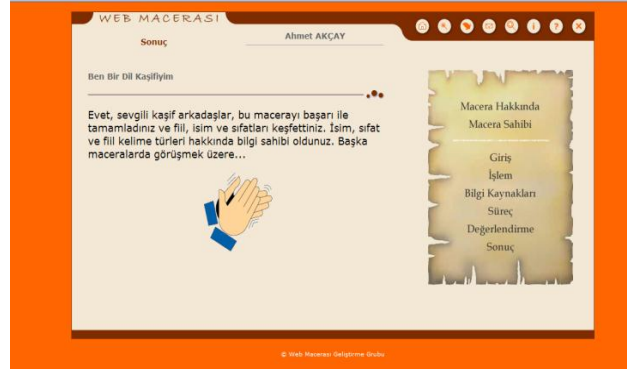 WEB MACERASI
Sonuç
Ahmet AKÇAY
Ben Bir Dil Kaşifiyim
Evet, sevgili kaşif arkadaşlar, bu macerayı başarı ile
tamamladınız ve fiil, isim ve sıfatları keşfettiniz. İsim, sıfat
ve fiil kelime türleri hakkında bilgi sahibi oldunuz. Başka
maceralarda görüşmek üzere...
Macera Hakkında
Macera Sahibi
Giriş
İşlem
Bilgi Kaynakları
Süreç
Değerlendirme
Sonuç
© Web Macerası Geliştirme Grubu